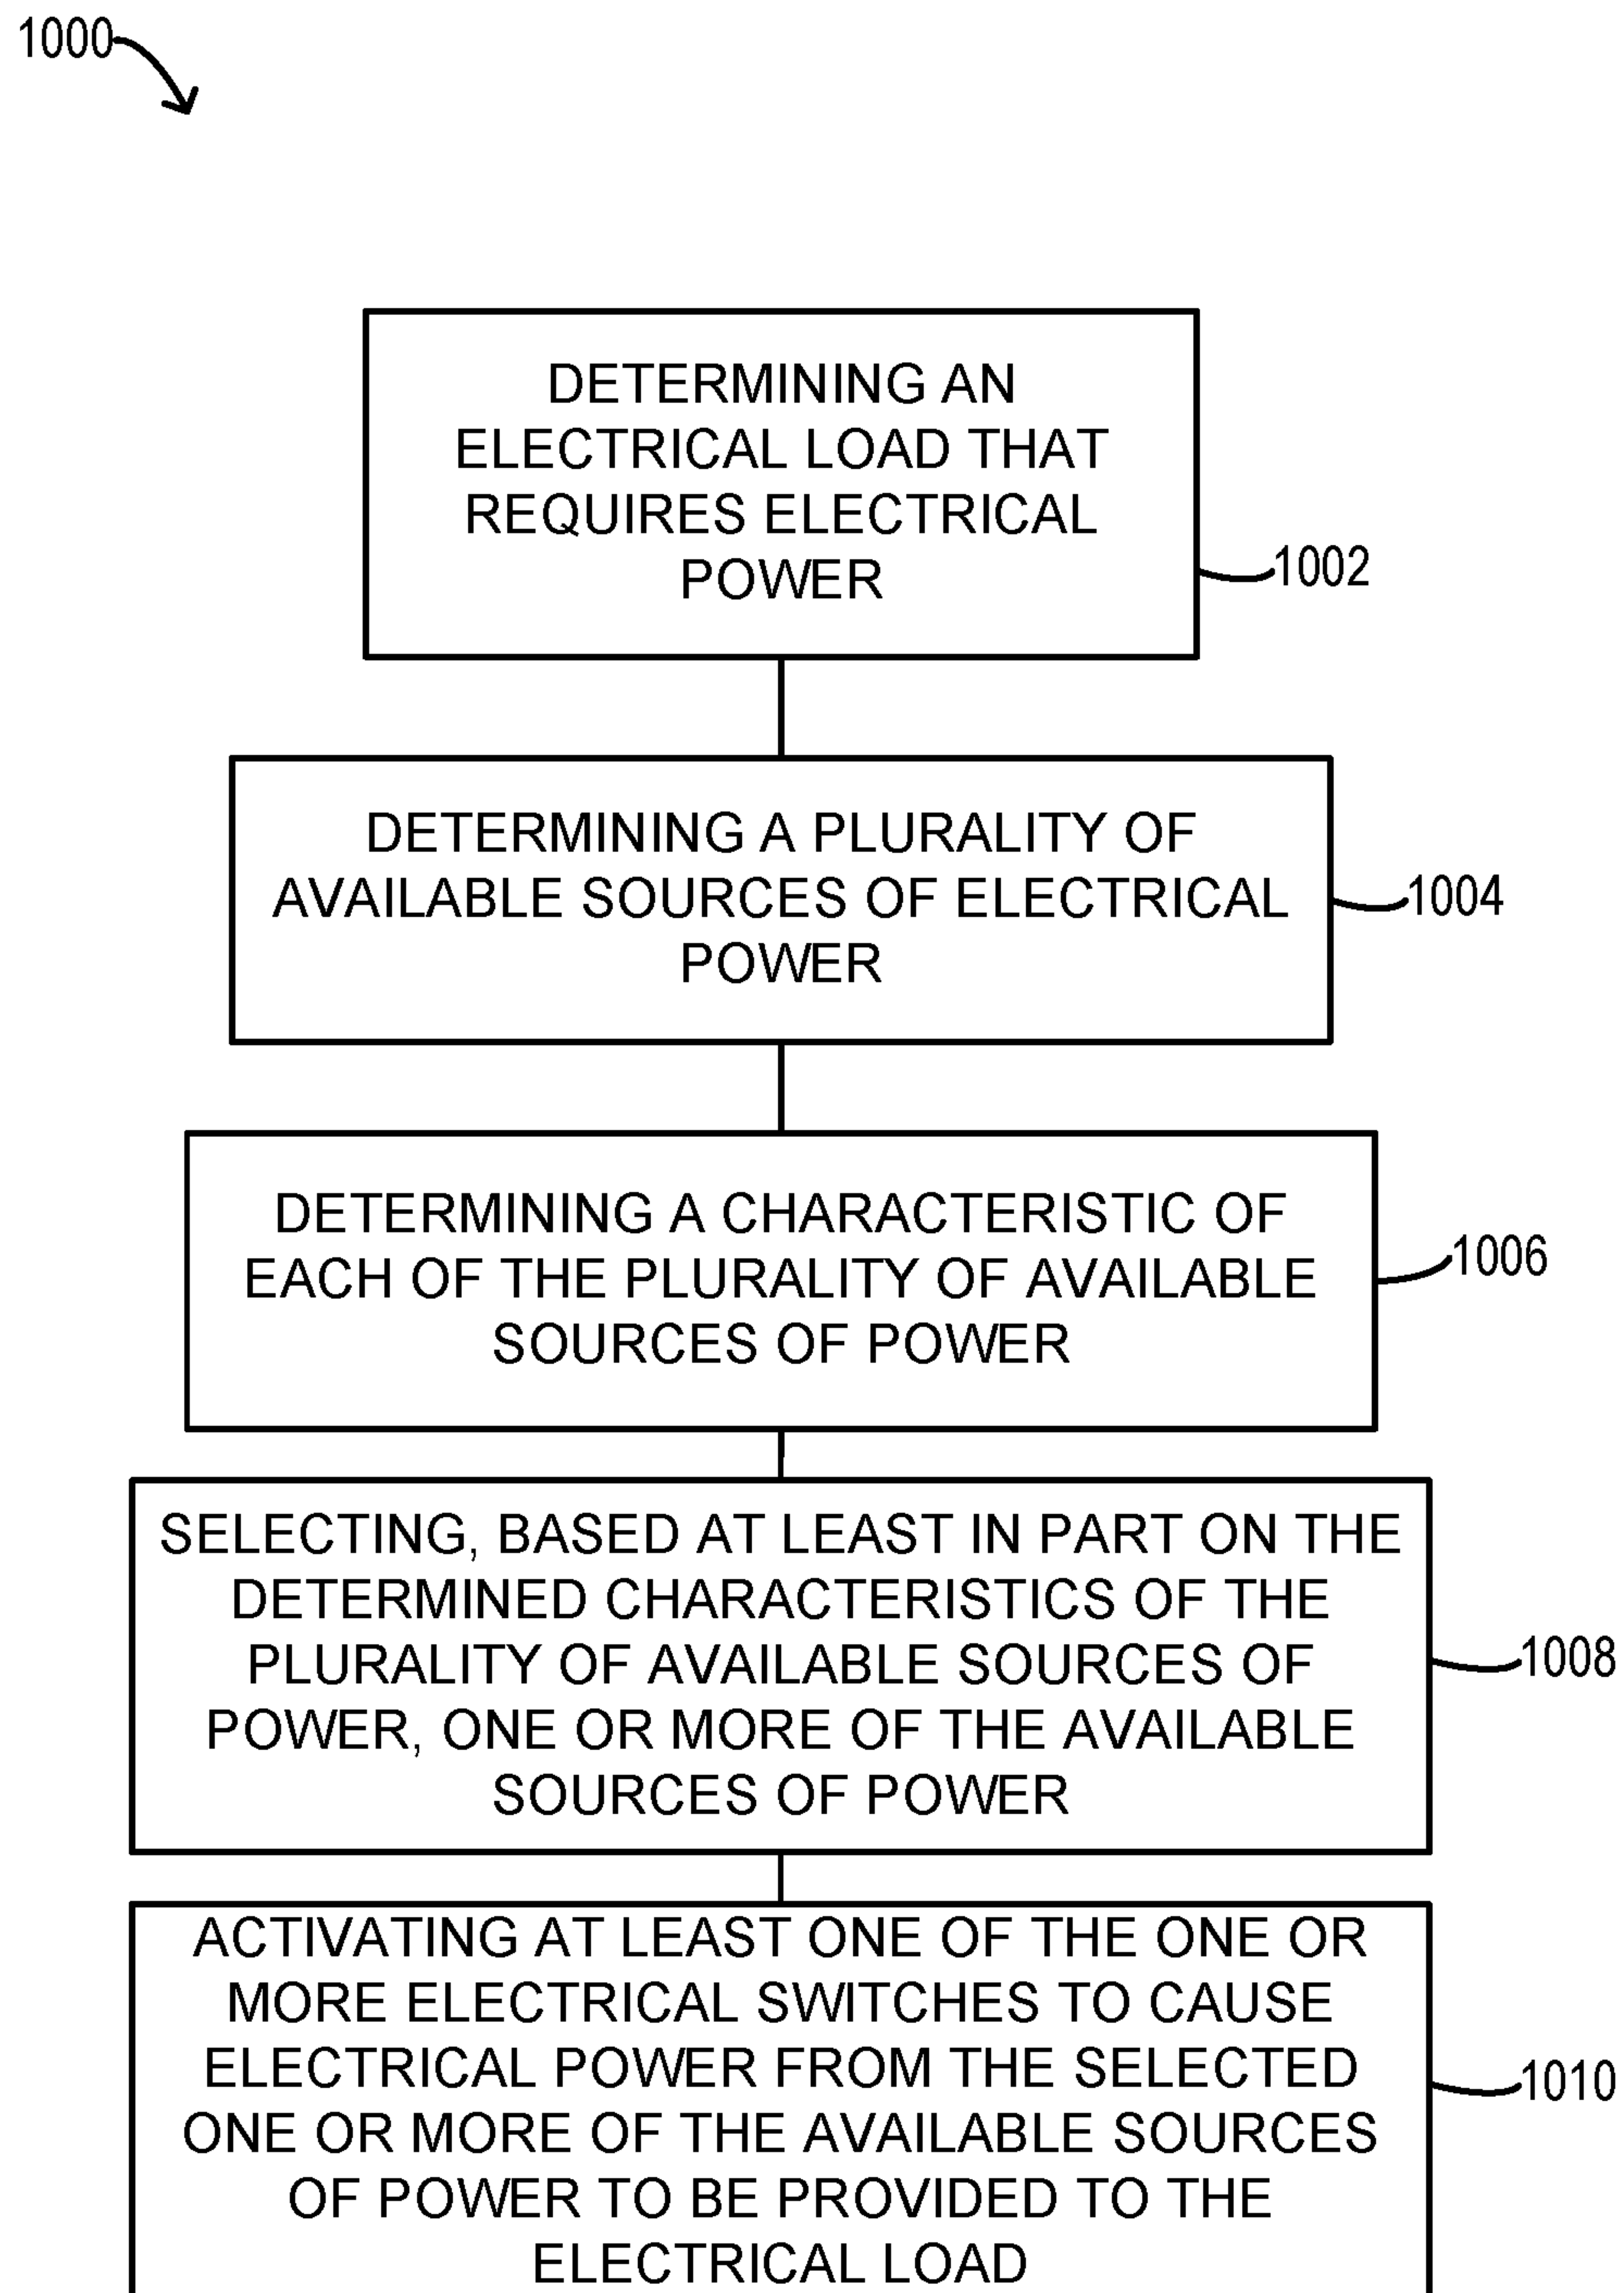 1000
DETERMINING AN
ELECTRICAL LOAD THAT
REQUIRES ELECTRICAL
POWER
1002
DETERMINING A PLURALITY OF
AVAILABLE SOURCES OF ELECTRICAL
POWER
1004
DETERMINING A CHARACTERISTIC OF
EACH OF THE PLURALITY OF AVAILABLE
SOURCES OF POWER
1006
SELECTING, BASED AT LEAST IN PART ON THE
DETERMINED CHARACTERISTICS OF THE
PLURALITY OF AVAILABLE SOURCES OF
POWER, ONE OR MORE OF THE AVAILABLE
SOURCES OF POWER
1008
ACTIVATING AT LEAST ONE OF THE ONE OR
MORE ELECTRICAL SWITCHES TO CAUSE
ELECTRICAL POWER FROM THE SELECTED
ONE OR MORE OF THE AVAILABLE SOURCES
OF POWER TO BE PROVIDED TO THE
ELECTRICAL LOAD
1010